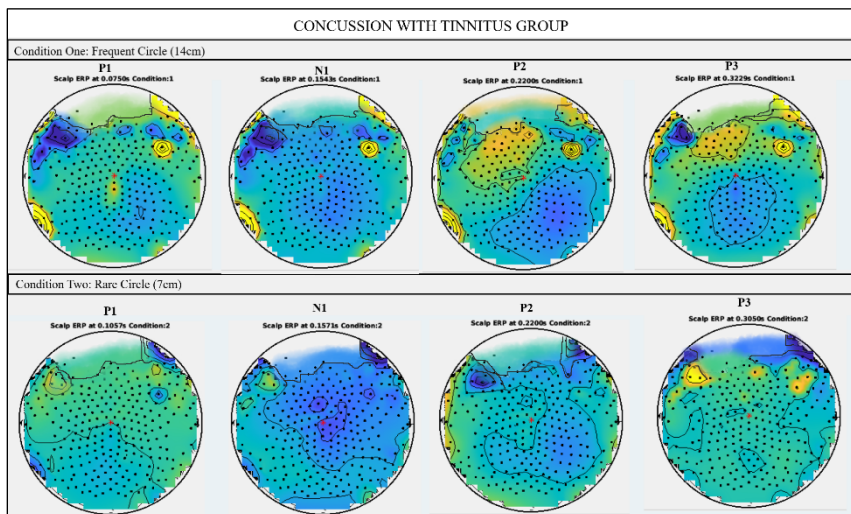 CONCUSSION WITH TINNITUS GROUP
Condition One: Frequent Circle (14cm)
P1
N1
P2
P3
Scalp ERP at 0.0750s Condition:1
Scalp ERP at 0.1543s Condition:1
Scalp ERP at 0.2200s Condition:1
Scalp ERP at 0.3229s Condition:1
Condition Two: Rare Circle (7cm)
P1
N1
P2
P3
Scalp ERP at 0.1057s Condition:2
Scalp ERP at 0.1571s Condition:2
Scalp ERP at 0.2200s Condition:2
Scalp ERP at 0.3050s Condition:2